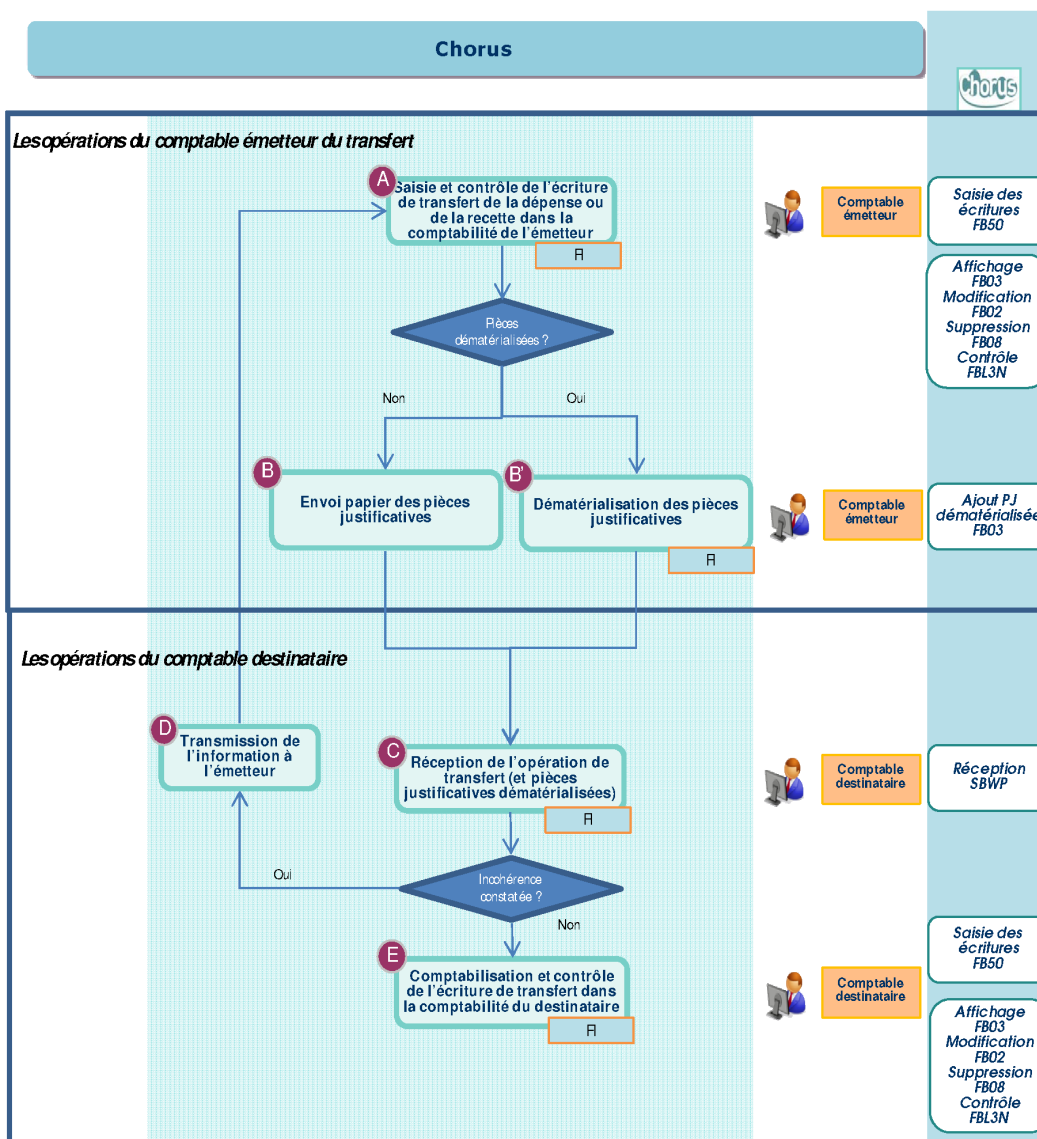 Chorus
Chorus
Les opérations du comptable émetteur du transfert
A
Saisie et contrôle de l'écriture
de transfert de la dépense ou
de la recette dans la
comptabilité de l'émetteur
FI
Comptable
émetteur
Saisie des
écritures
FB50
Affichage
FB03
Modification
FB02
Suppression
FB08
Contrôle
FBL3N
Pièces
dématérialisées ?
Non
Oui
B
Envoi papier des pièces
justificatives
B'
Dématérialisation des pièces
justificatives
FI
Comptable
émetteur
Ajout PJ
dématérialisée
FB03
Les opérations du comptable destinataire
D
Transmission de
l'information à
l'émetteur
C
Réception de l'opération de
transfert (et pièces
justificatives dématérialisées)
FI
Comptable
destinataire
Réception
SBWP
Incohérence
constatée ?
Oui
Non
E
Comptabilisation et contrôle
de l'écriture de transfert dans
la comptabilité du destinataire
FI
Comptable
destinataire
Saisie des
écritures
FB50
Affichage
FB03
Modification
FB02
Suppression
FB08
Contrôle
FBL3N